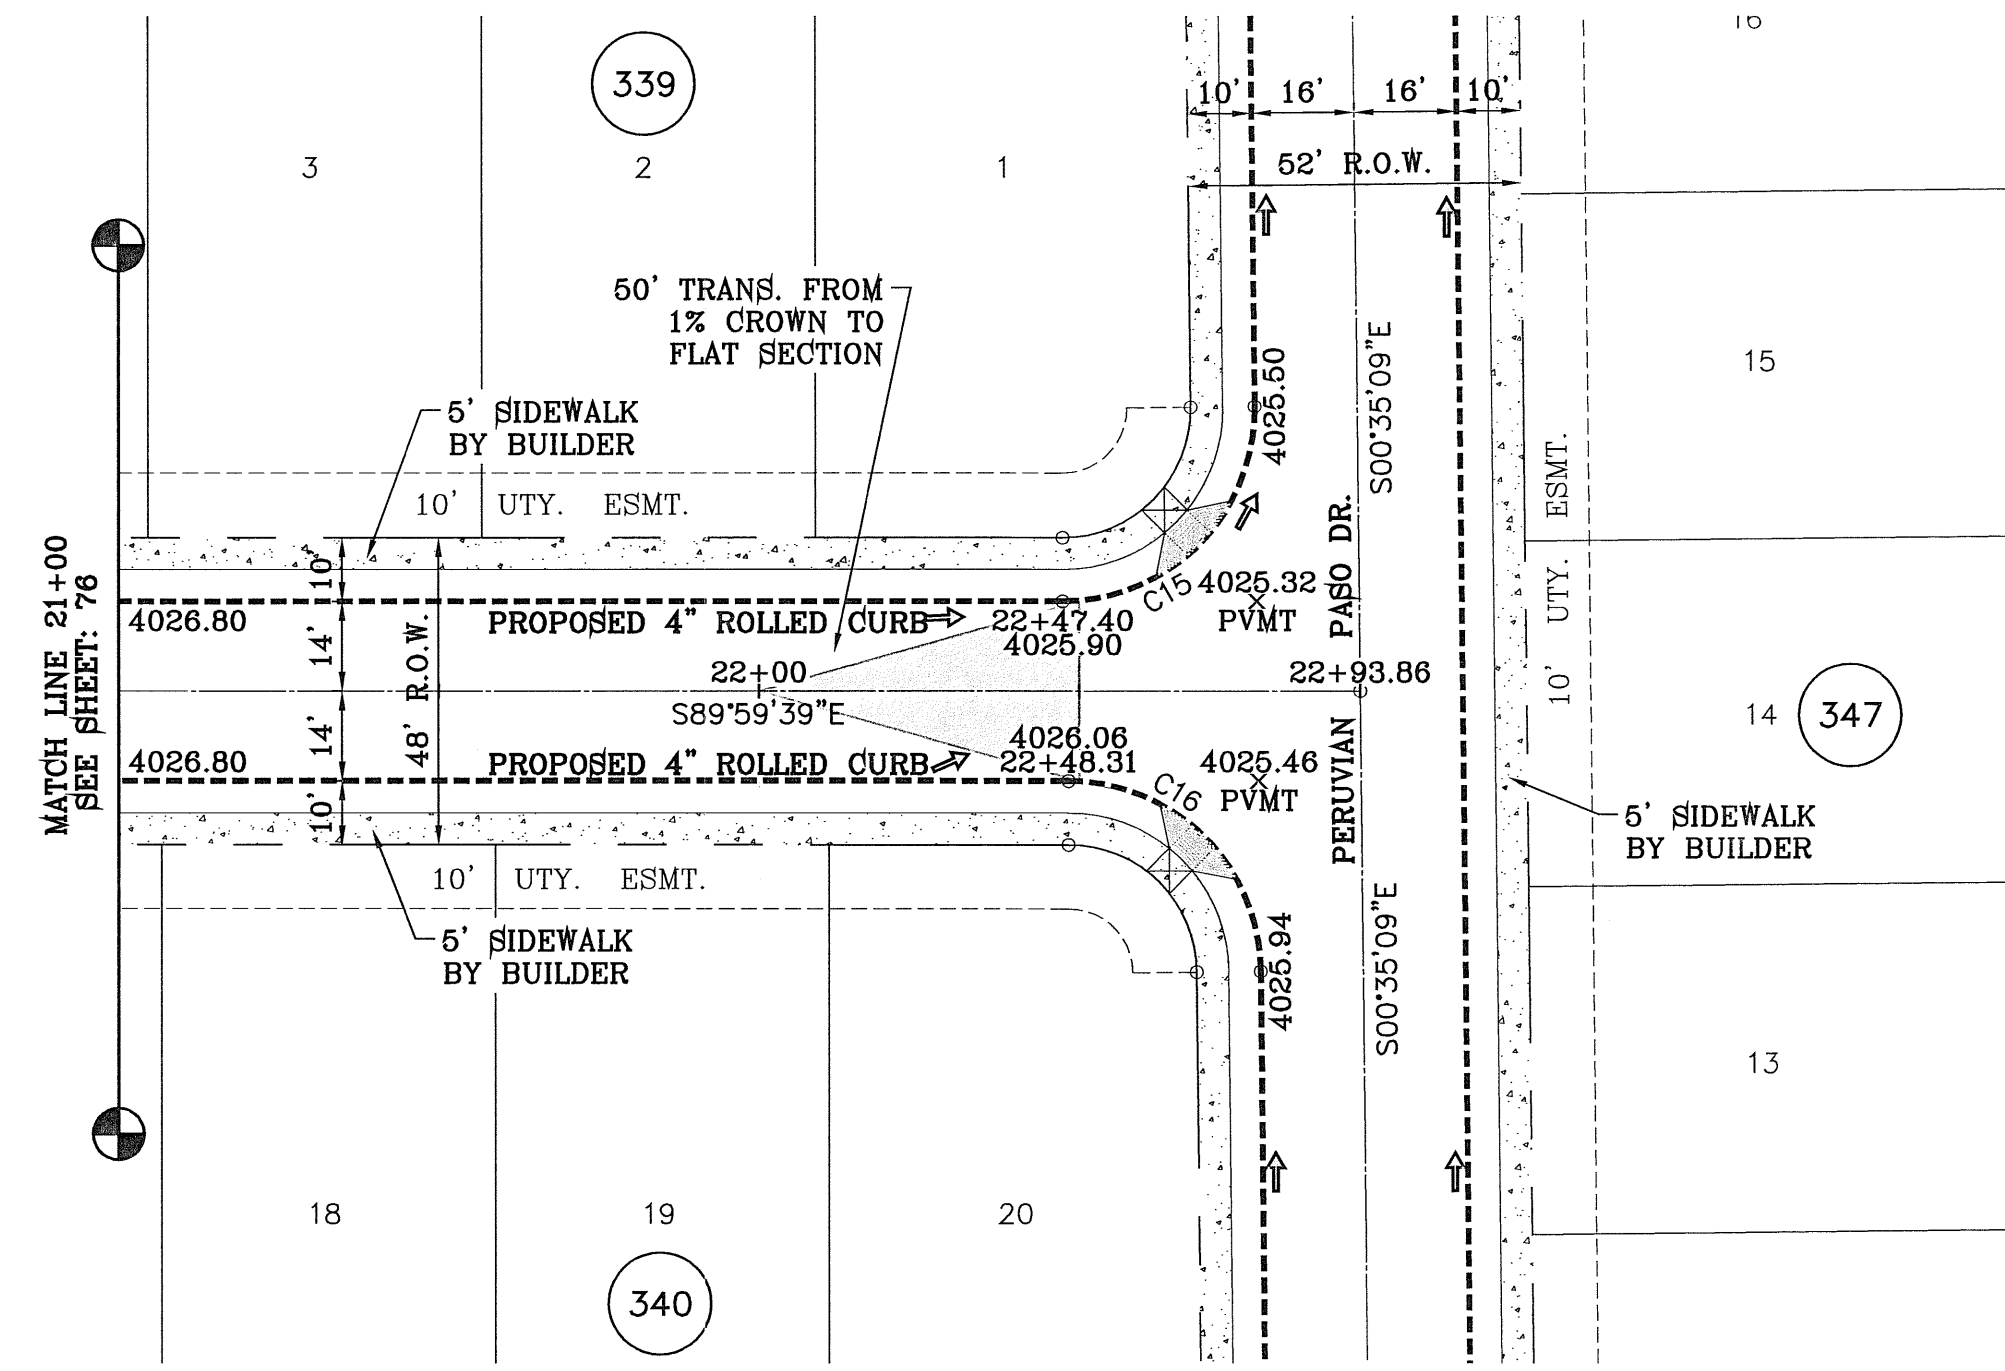 339
3
2
1
10' 16' 16' 10'
52' R.O.W.
50' TRANS. FROM
1% CROWN TO
FLAT SECTION
5' SIDEWALK
BY BUILDER
10' UTY. ESMT.
4025.50
S00°35'09"E
15
10' UTY. ESMT.
MATCH LINE 21+00
SEE SHEET: 76
10'
14'
14'
10'
48' R.O.W.
4026.80
PROPOSED 4" ROLLED CURB
22+47.40
4025.90
C15
4025.32
PVMT
PERUVIAN PASO DR.
22+00
22+93.86
S89°59'39"E
14
347
4026.06
4026.80
PROPOSED 4" ROLLED CURB
22+48.31
C16
4025.46
PVMT
5' SIDEWALK
BY BUILDER
10' UTY. ESMT.
5' SIDEWALK
BY BUILDER
4025.94
S00°35'09"E
13
18
19
20
340